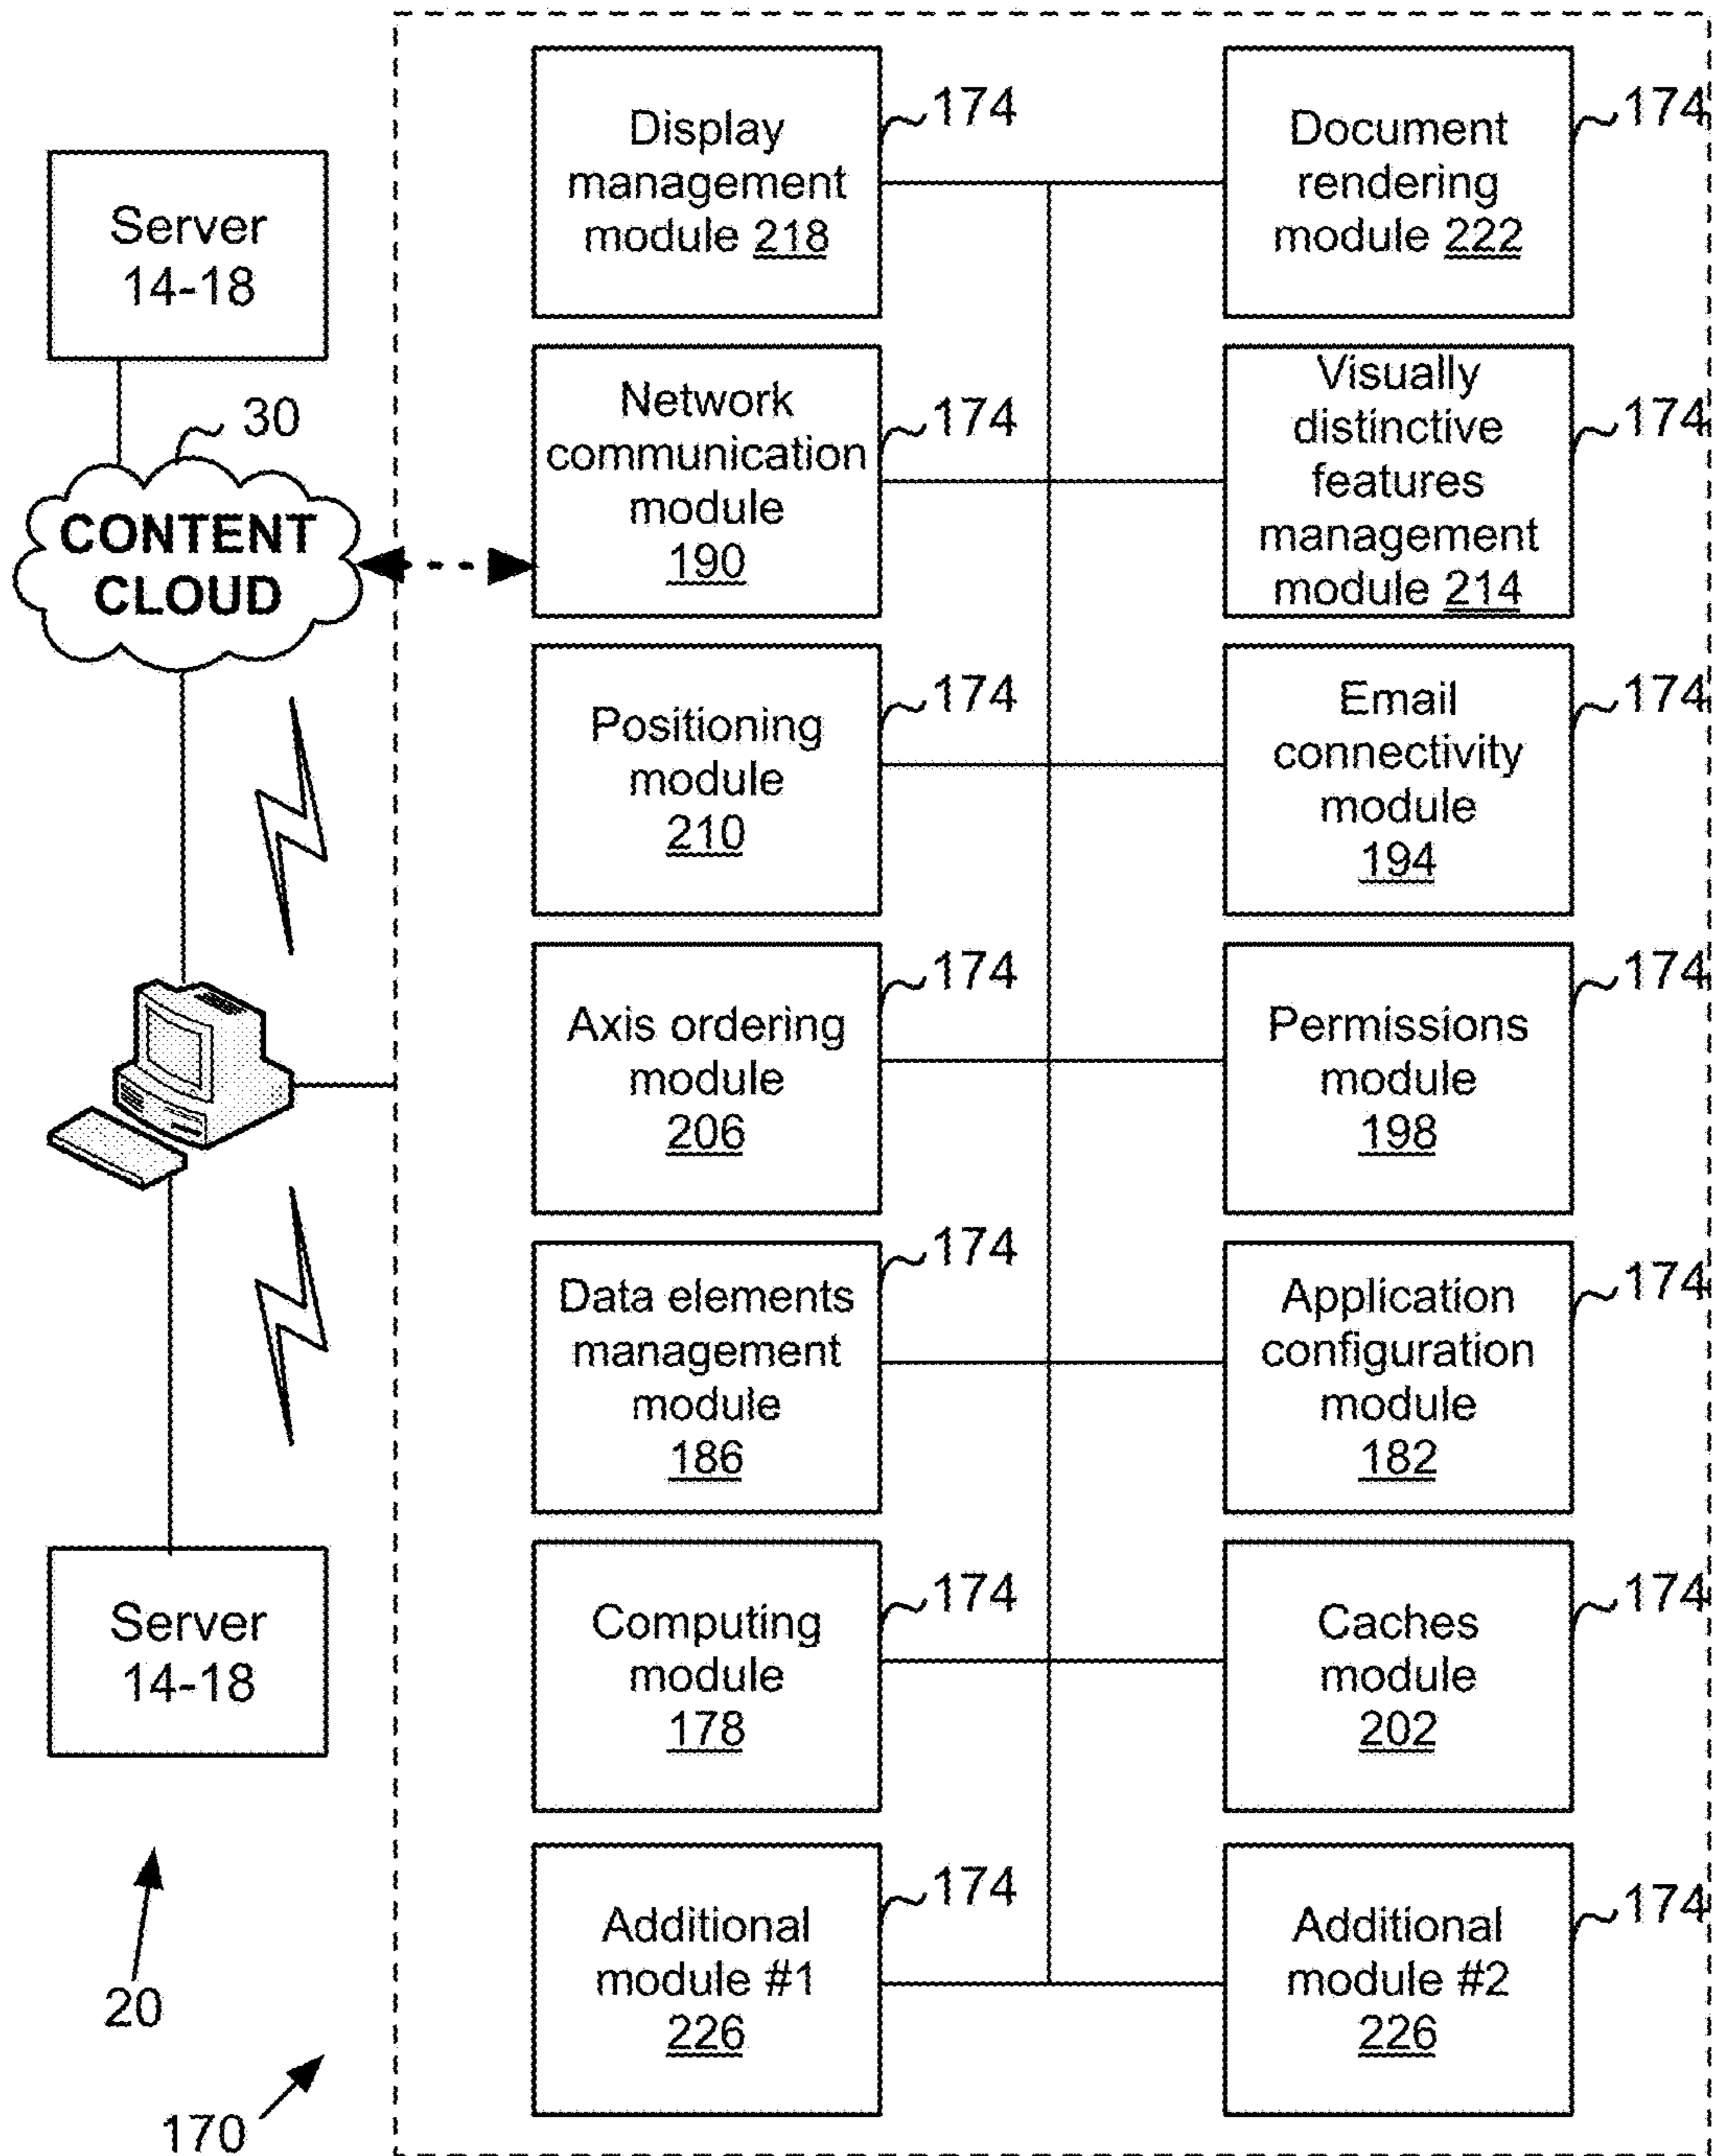 Server
14-18
30
CONTENT
CLOUD
Server
14-18
20
170
Display
management
module 218
174
Document
rendering
module 222
174
Network
communication
module
190
174
Visually
distinctive
features
management
module 214
174
Positioning
module
210
174
Email
connectivity
module
194
174
Axis ordering
module
206
174
Permissions
module
198
174
Data elements
management
module
186
174
Application
configuration
module
182
174
Computing
module
178
174
Caches
module
202
174
Additional
module #1
226
174
Additional
module #2
226
174